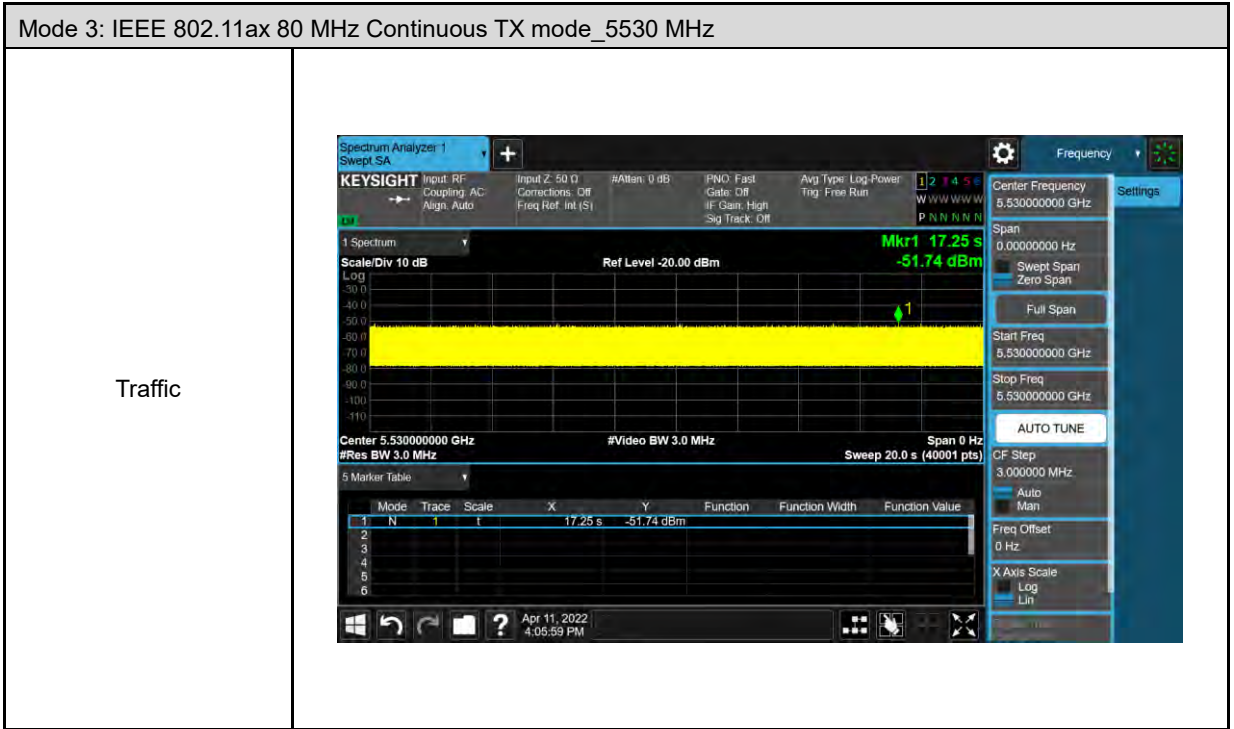 Mode 3: IEEE 802.11ax 80 MHz Continuous TX mode_5530 MHz
Traffic
Spectrum Analyzer 1
Swept SA
+
Frequency
Settings
KEYSIGHT
Input: RF
Coupling: AC
Align: Auto
Input Z: 50 Ω
Corrections: Off
Freq Ref: Int (S)
#Atten: 0 dB
PNO: Fast
Gate: Off
IF Gain: High
Sig Track: Off
Avg Type: Log-Power
Trig: Free Run
1 2 3 4 5 6
W W W W W W
P N N N N N
1 Spectrum
Scale/Div 10 dB
Ref Level -20.00 dBm
Mkr1 17.25 s
-51.74 dBm
Log
-30.0
-40.0
-50.0
-60.0
-70.0
-80.0
-90.0
-100
-110
1
Center 5.530000000 GHz
#Video BW 3.0 MHz
Span 0 Hz
#Res BW 3.0 MHz
Sweep 20.0 s (40001 pts)
5 Marker Table
Mode Trace Scale X Y Function Function Width Function Value
1 N 1 t 17.25 s -51.74 dBm
2
3
4
5
6
Center Frequency
5.530000000 GHz
Span
0.00000000 Hz
Swept Span
Zero Span
Full Span
Start Freq
5.530000000 GHz
Stop Freq
5.530000000 GHz
AUTO TUNE
CF Step
3.000000 MHz
Auto
Man
Freq Offset
0 Hz
X Axis Scale
Log
Lin
?
Apr 11, 2022
4:05:59 PM